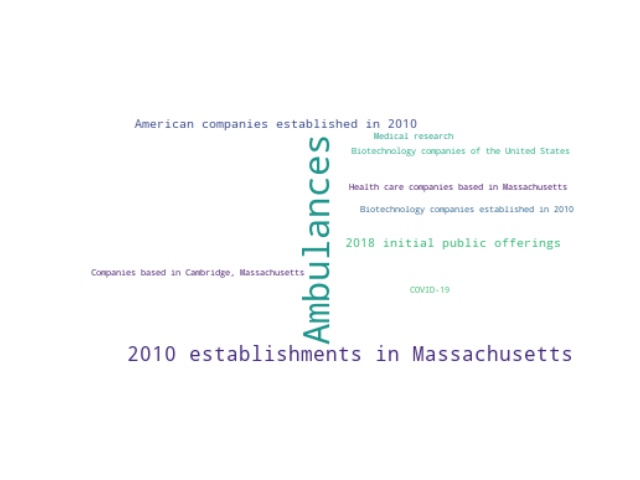 American companies established in 2010
Medical research
Biotechnology companies of the United States
Health care companies based in Massachusetts
Biotechnology companies established in 2010
2018 initial public offerings
Companies based in Cambridge, Massachusetts
COVID-19
Ambulances
2010 establishments in Massachusetts